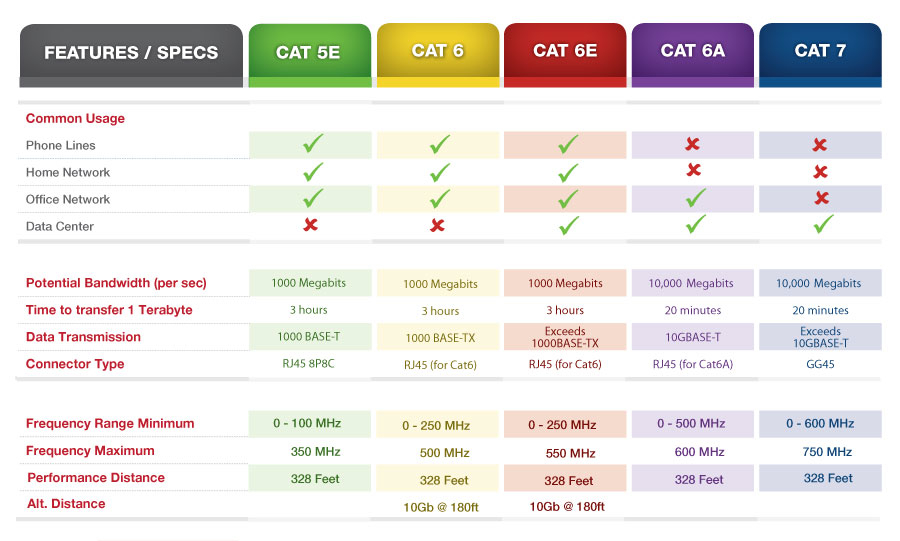 FEATURES / SPECS CAT 5E CAT 6 CAT 6E CAT 6A CAT 7
Common Usage
Phone Lines
Home Network
Office Network
Data Center
Potential Bandwidth (per sec) 1000 Megabits 1000 Megabits 1000 Megabits 10,000 Megabits 10,000 Megabits
Time to transfer 1 Terabyte 3 hours 3 hours 3 hours 20 minutes 20 minutes
Data Transmission 1000 BASE-T 1000 BASE-TX Exceeds 1000BASE-TX 10GBASE-T Exceeds 10GBASE-T
Connector Type RJ45 8P8C RJ45 (for Cat6) RJ45 (for Cat6) RJ45 (for Cat6A) GG45
Frequency Range Minimum 0 - 100 MHz 0 - 250 MHz 0 - 250 MHz 0 - 500 MHz 0 - 600 MHz
Frequency Maximum 350 MHz 500 MHz 550 MHz 600 MHz 750 MHz
Performance Distance 328 Feet 328 Feet 328 Feet 328 Feet 328 Feet
Alt. Distance 10Gb @ 180ft 10Gb @ 180ft